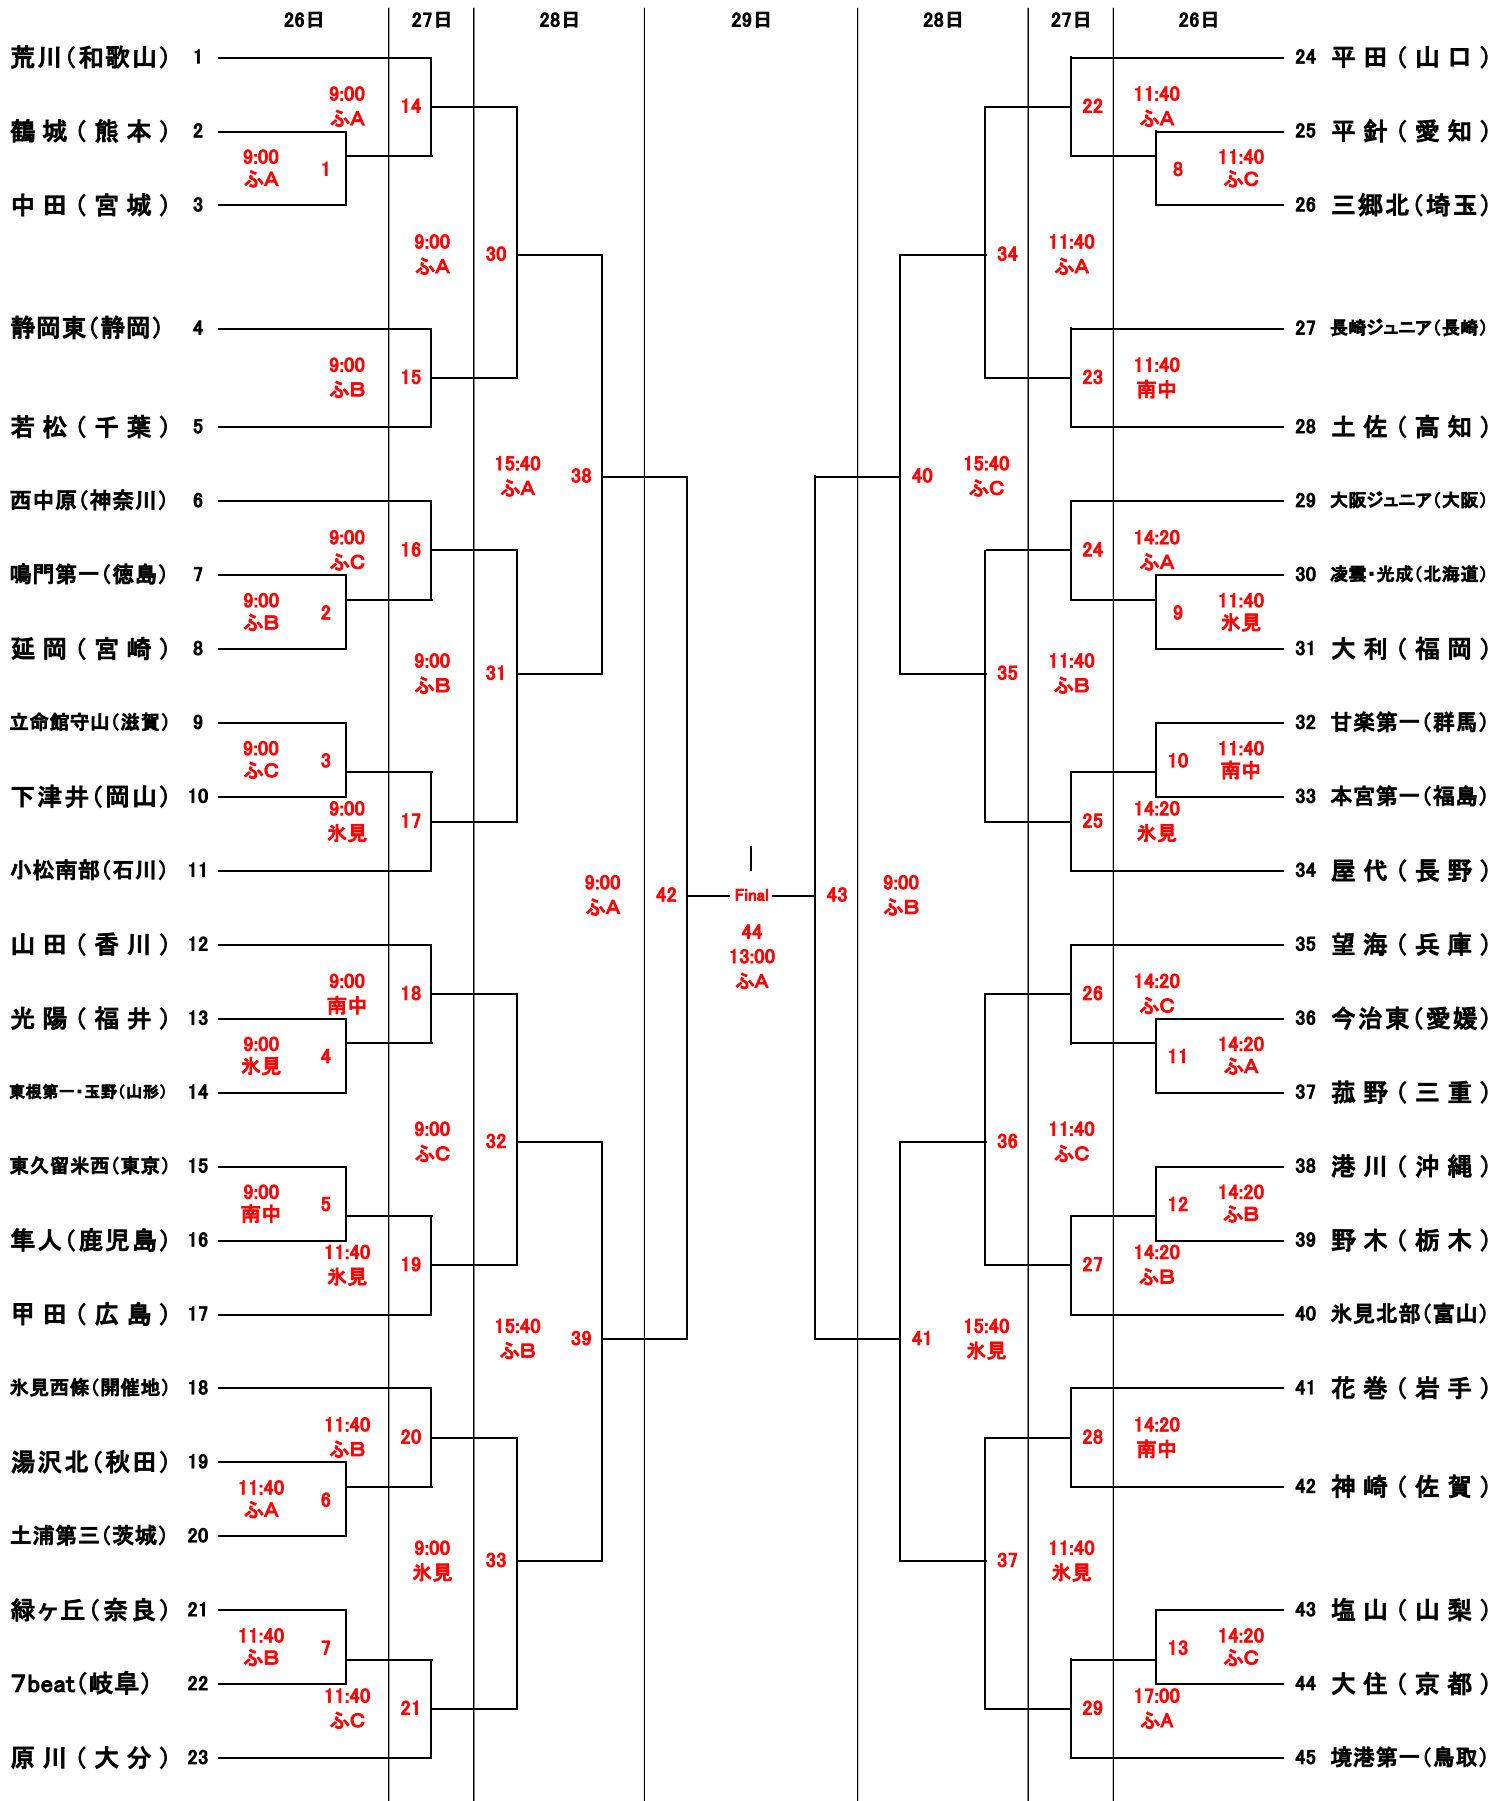 26日 27日 28日 29日 28日 27日 26日
荒川(和歌山) 1
9:00 14
ふA
鶴城(熊本) 2
9:00 1
ふA
中田(宮城) 3
9:00 30
ふA
静岡東(静岡) 4
9:00 15
ふB
若松(千葉) 5
15:40 38
ふA
西中原(神奈川) 6
9:00 16
ふC
鳴門第一(徳島) 7
9:00 2
ふB
延岡(宮崎) 8
9:00 31
ふB
立命館守山(滋賀) 9
9:00 3
ふC
下津井(岡山) 10
9:00 17
氷見
小松南部(石川) 11
9:00 42
ふA
山田(香川) 12
9:00 18
南中
光陽(福井) 13
9:00 4
氷見
東根第一・玉野(山形) 14
9:00 32
ふC
東久留米西(東京) 15
9:00 5
南中
隼人(鹿児島) 16
11:40 19
氷見
甲田(広島) 17
15:40 39
ふB
氷見西條(開催地) 18
11:40 20
ふB
湯沢北(秋田) 19
11:40 6
ふA
土浦第三(茨城) 20
9:00 33
氷見
緑ヶ丘(奈良) 21
11:40 7
ふB
7beat(岐阜) 22
11:40 21
ふC
原川(大分) 23
Final
44
13:00
ふA
24 平田(山口)
22 11:40
ふA
25 平針(愛知)
8 11:40
ふC
26 三郷北(埼玉)
34 11:40
ふA
27 長崎ジュニア(長崎)
23 11:40
南中
28 土佐(高知)
40 15:40
ふC
29 大阪ジュニア(大阪)
24 14:20
ふA
30 凌雲・光成(北海道)
9 11:40
氷見
31 大利(福岡)
35 11:40
ふB
32 甘楽第一(群馬)
10 11:40
南中
33 本宮第一(福島)
25 14:20
氷見
34 屋代(長野)
43 9:00
ふB
35 望海(兵庫)
26 14:20
ふC
36 今治東(愛媛)
11 14:20
ふA
37 菰野(三重)
36 11:40
ふC
38 港川(沖縄)
12 14:20
ふB
39 野木(栃木)
27 14:20
ふB
40 氷見北部(富山)
41 15:40
氷見
41 花巻(岩手)
28 14:20
南中
42 神崎(佐賀)
37 11:40
氷見
43 塩山(山梨)
13 14:20
ふC
44 大住(京都)
29 17:00
ふA
45 境港第一(鳥取)